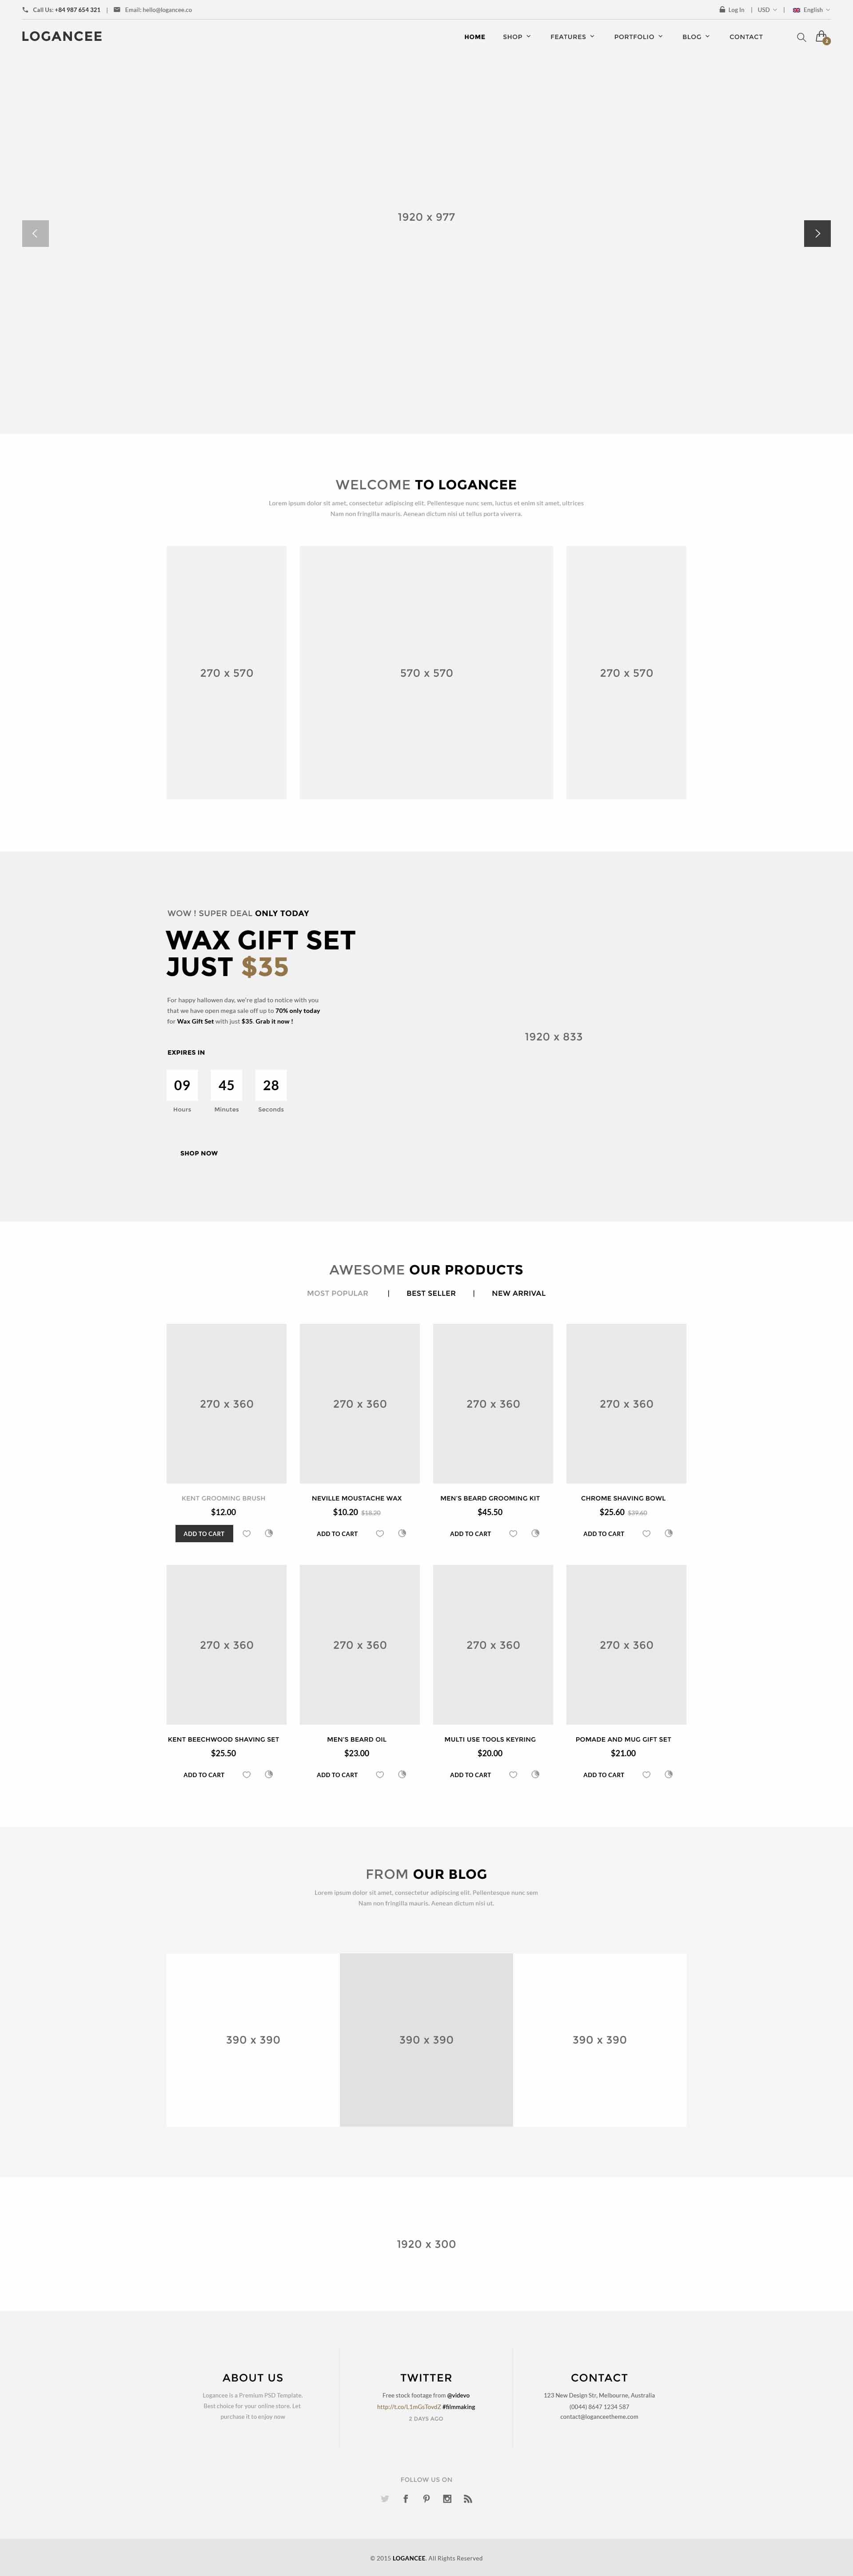 Call Us: +84 987 654 321 | Email: hello@logancee.co
Log In | USD | English
LOGANCEE
HOME SHOP FEATURES PORTFOLIO BLOG CONTACT
1920 x 977
WELCOME TO LOGANCEE
Lorem ipsum dolor sit amet, consectetur adipiscing elit. Pellentesque nunc sem, luctus et enim sit amet, ultrices
Nam non fringilla mauris. Aenean dictum nisi ut tellus porta viverra.
270 x 570
570 x 570
270 x 570
WOW ! SUPER DEAL ONLY TODAY
WAX GIFT SET
JUST $35
For happy hallowen day, we're glad to notice with you
that we have open mega sale off up to 70% only today
for Wax Gift Set with just $35. Grab it now !
1920 x 833
EXPIRES IN
09 45 28
Hours Minutes Seconds
SHOP NOW
AWESOME OUR PRODUCTS
MOST POPULAR | BEST SELLER | NEW ARRIVAL
270 x 360 270 x 360 270 x 360 270 x 360
KENT GROOMING BRUSH NEVILLE MOUSTACHE WAX MEN'S BEARD GROOMING KIT CHROME SHAVING BOWL
$12.00 $10.20 $18.20 $45.50 $25.60 $39.60
ADD TO CART ADD TO CART ADD TO CART ADD TO CART
270 x 360 270 x 360 270 x 360 270 x 360
KENT BEECHWOOD SHAVING SET MEN'S BEARD OIL MULTI USE TOOLS KEYRING POMADE AND MUG GIFT SET
$25.50 $23.00 $20.00 $21.00
ADD TO CART ADD TO CART ADD TO CART ADD TO CART
FROM OUR BLOG
Lorem ipsum dolor sit amet, consectetur adipiscing elit. Pellentesque nunc sem
Nam non fringilla mauris. Aenean dictum nisi ut.
390 x 390 390 x 390 390 x 390
1920 x 300
ABOUT US
Logancee is a Premium PSD Template.
Best choice for your online store. Let
purchase it to enjoy now
TWITTER
Free stock footage from @videvo
http://t.co/L1mGsTovdZ #filmmaking
2 DAYS AGO
CONTACT
123 New Design Str, Melbourne, Australia
(0044) 8647 1234 587
contact@loganceetheme.com
FOLLOW US ON
© 2015 LOGANCEE. All Rights Reserved